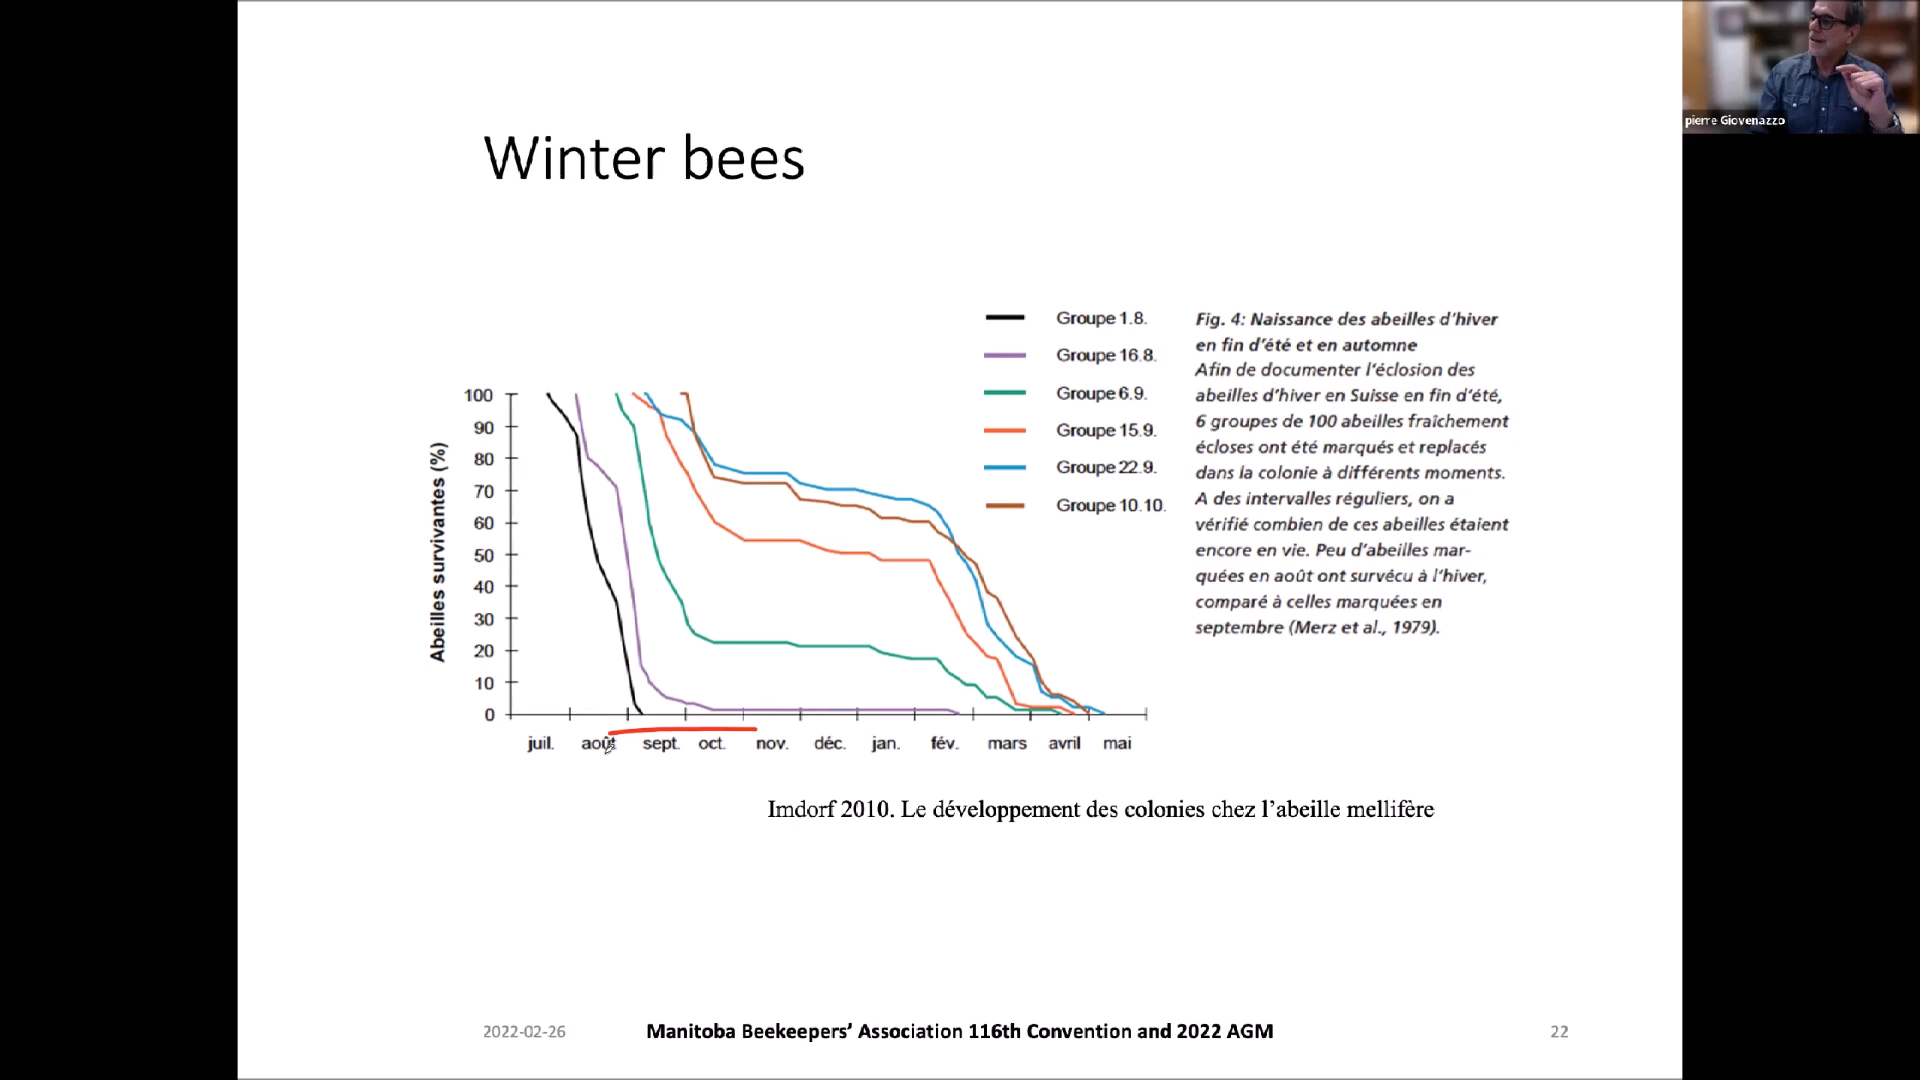 pierre Giovenazzo
Winter bees
Groupe 1.8.
Groupe 16.8.
Groupe 6.9.
Groupe 15.9.
Groupe 22.9.
Groupe 10.10.
Fig. 4: Naissance des abeilles d’hiver
en fin d’été et en automne
Afin de documenter l’éclosion des
abeilles d’hiver en Suisse en fin d’été,
6 groupes de 100 abeilles fraîchement
écloses ont été marqués et replacés
dans la colonie à différents moments.
A des intervalles réguliers, on a
vérifié combien de ces abeilles étaient
encore en vie. Peu d’abeilles mar-
quées en août ont survécu à l’hiver,
comparé à celles marquées en
septembre (Merz et al., 1979).
Abeilles survivantes (%)
100
90
80
70
60
50
40
30
20
10
0
juil. août sept. oct. nov. déc. jan. fév. mars avril mai
Imdorf 2010. Le développement des colonies chez l’abeille mellifère
2022-02-26 Manitoba Beekeepers’ Association 116th Convention and 2022 AGM 22